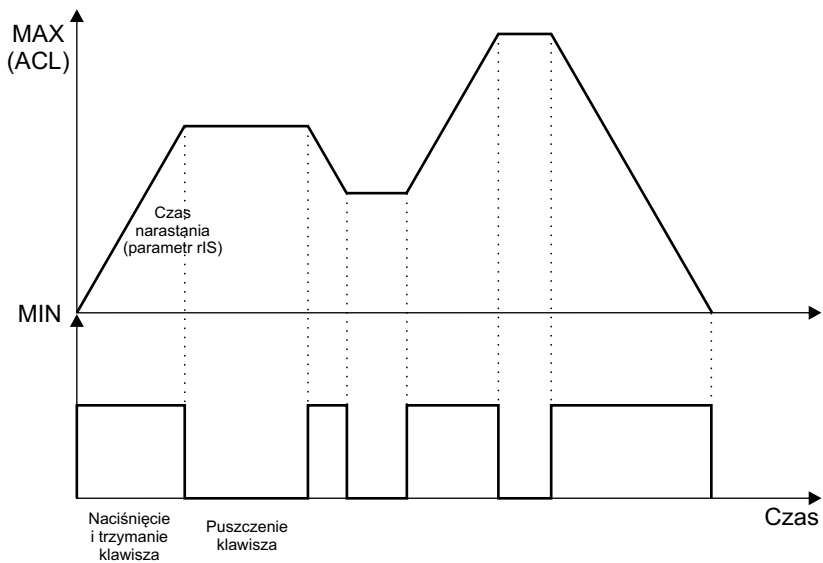 MAX
(ACL)
Czas
narastania
(parametr rIS)
MIN
Czas
Naciśnięcie
i trzymanie
klawisza
Puszczenie
klawisza